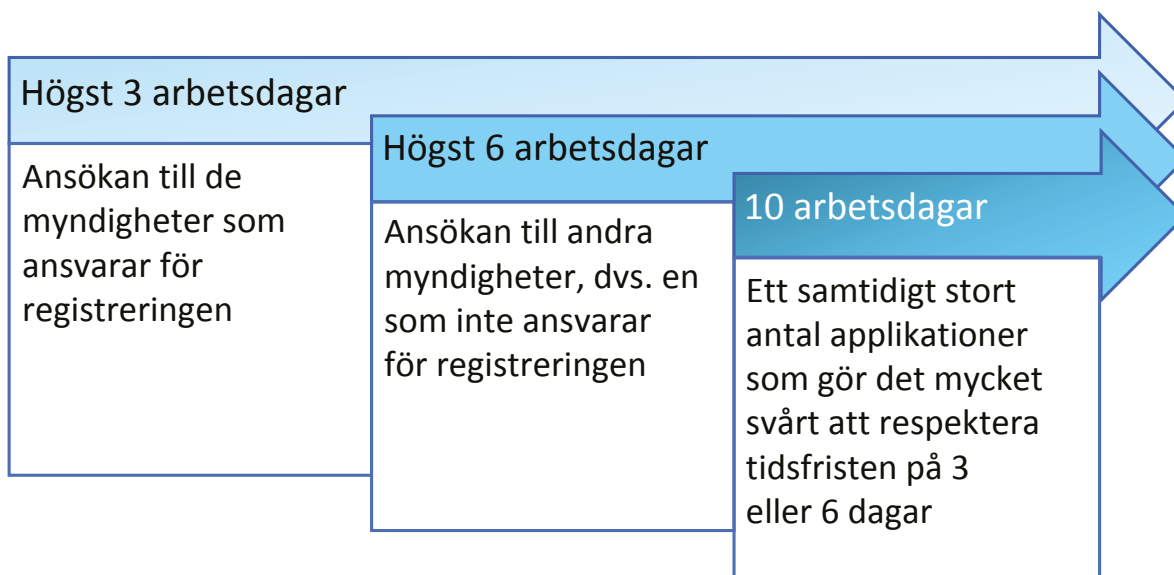 Högst 3 arbetsdagar
Ansökan till de
myndigheter som
ansvarar för
registreringen
Högst 6 arbetsdagar
Ansökan till andra
myndigheter, dvs. en
som inte ansvarar
för registreringen
10 arbetsdagar
Ett samtidigt stort
antal applikationer
som gör det mycket
svårt att respektera
tidsfristen på 3
eller 6 dagar